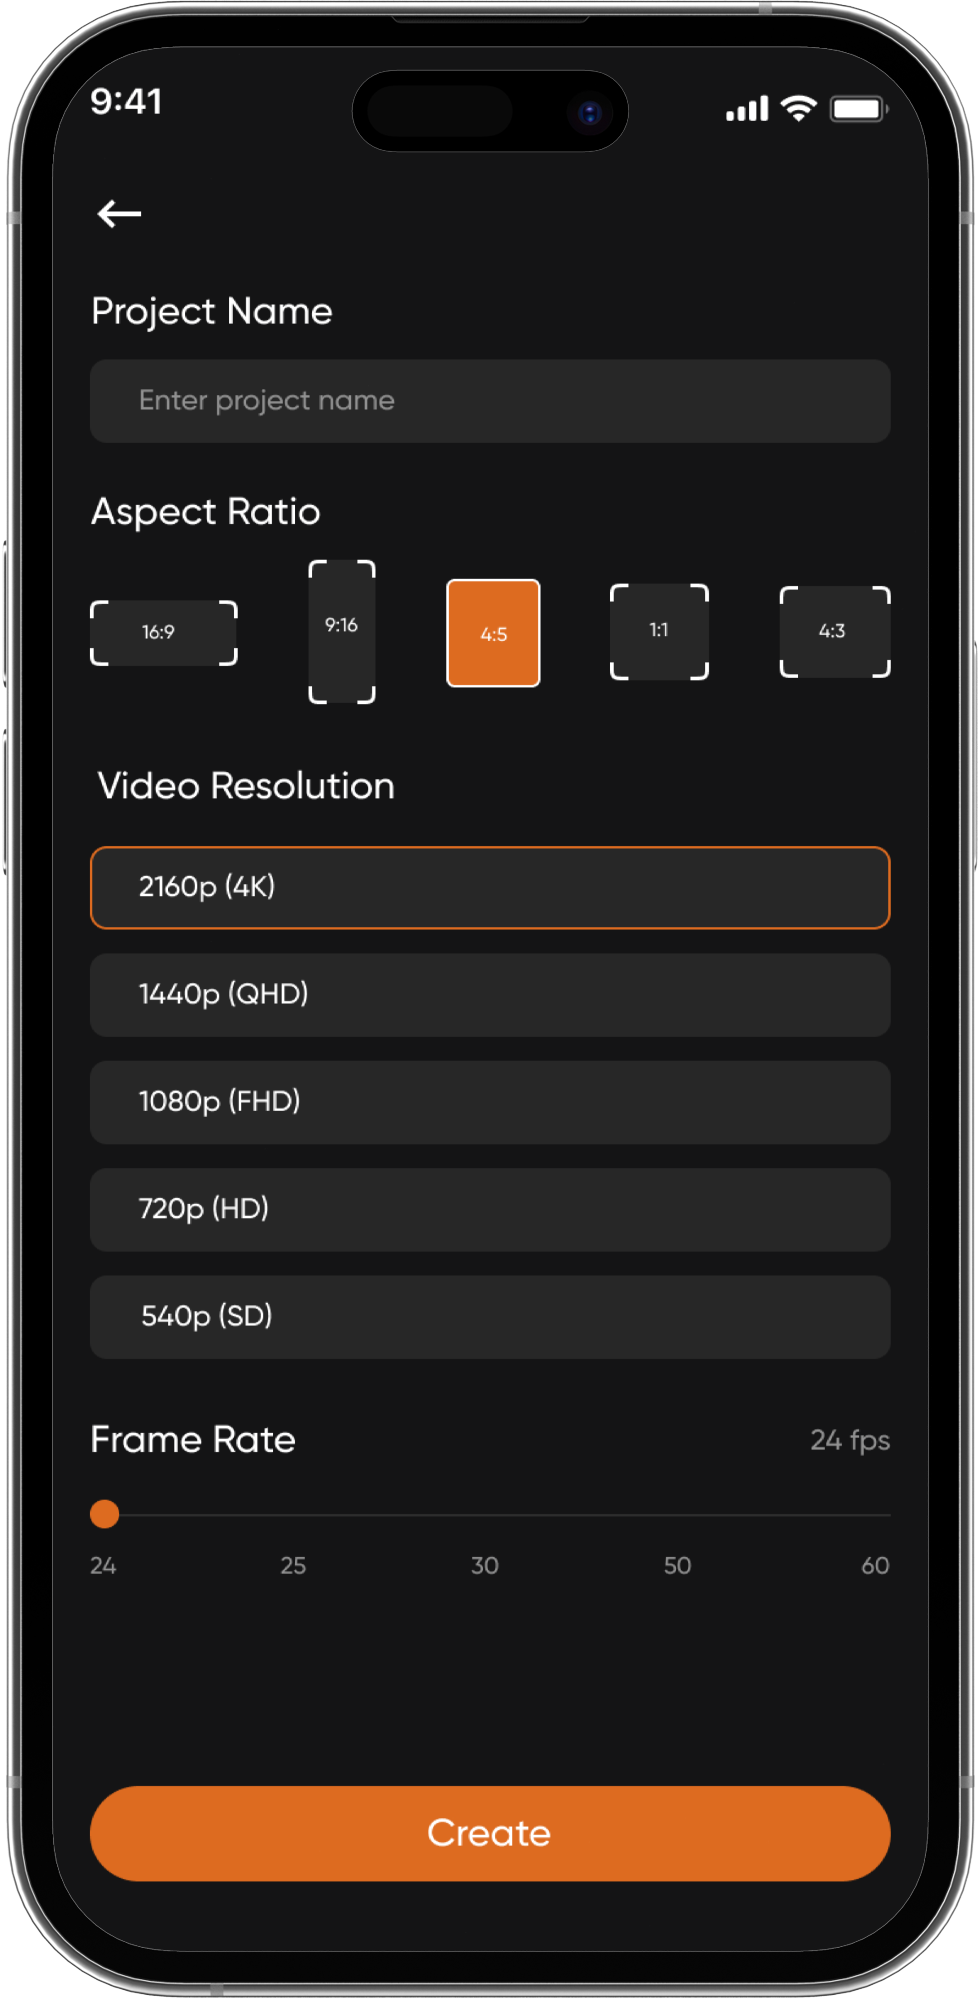 9:41
Project Name
Enter project name
Aspect Ratio
16:9 9:16 4:5 1:1 4:3
Video Resolution
2160p (4K)
1440p (QHD)
1080p (FHD)
720p (HD)
540p (SD)
Frame Rate 24 fps
24 25 30 50 60
Create